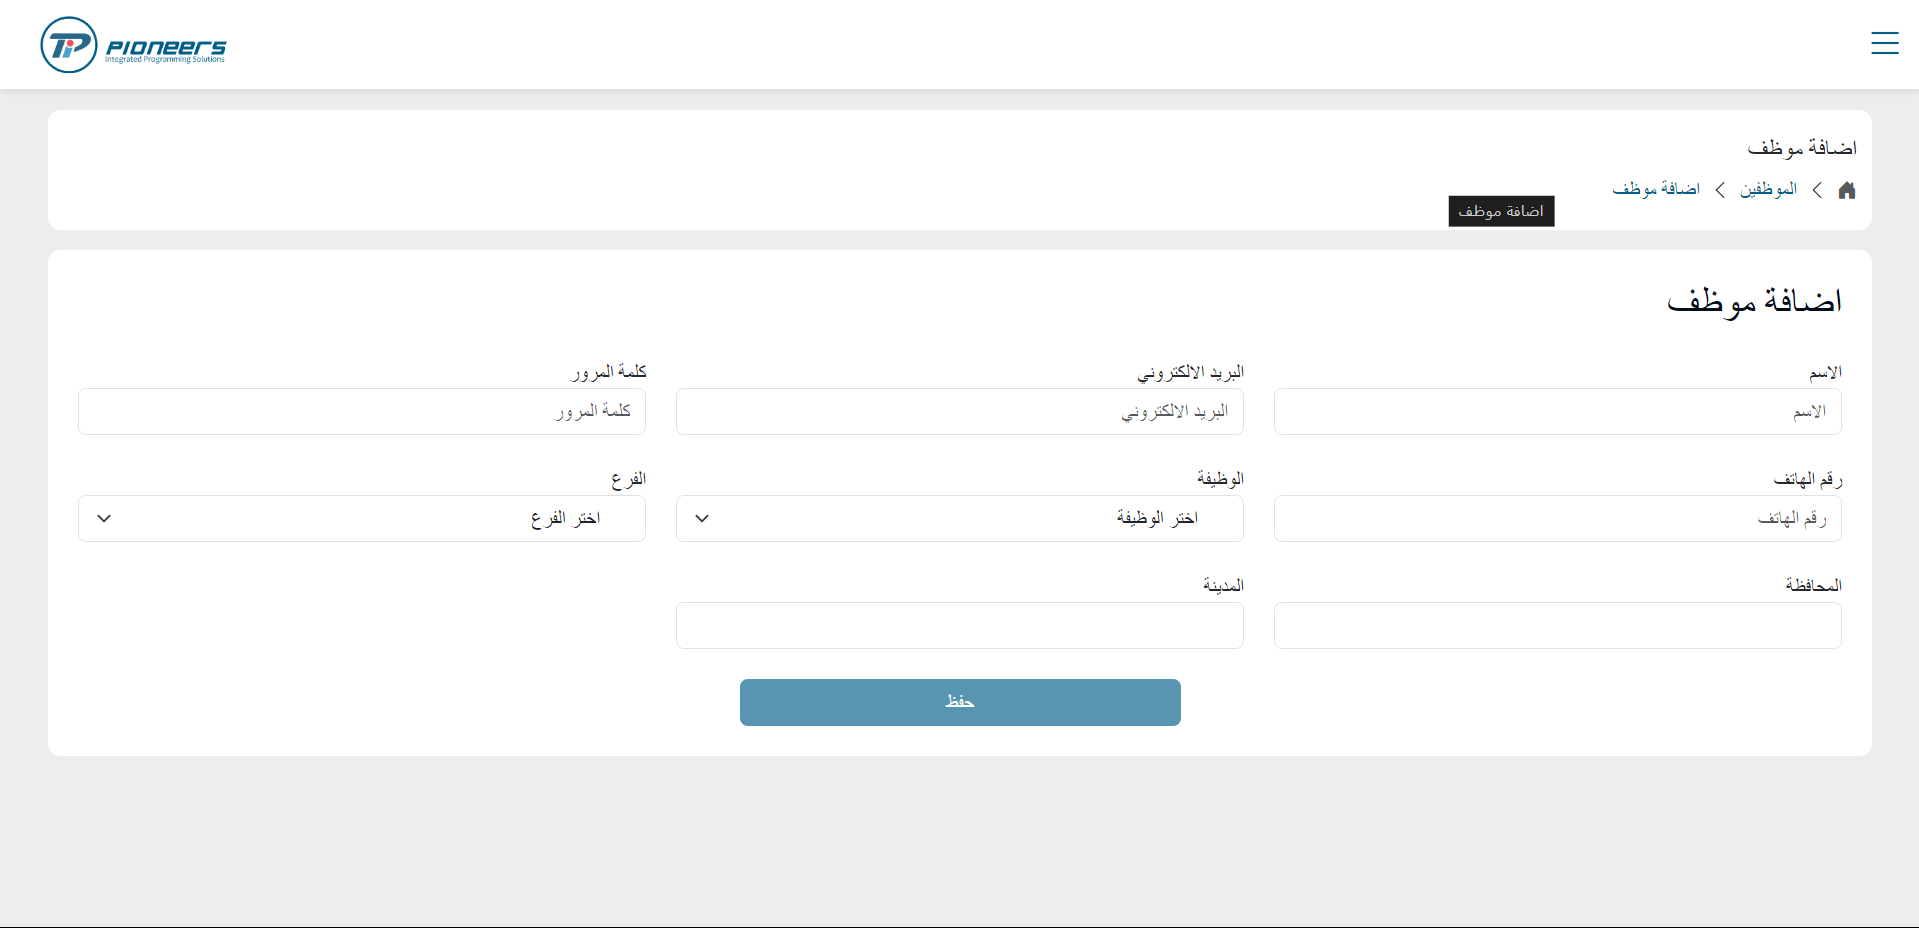 Pioneers
Integrated Programming Solutions
اضافة موظف
الموظفين
اضافة موظف
اضافة موظف
اضافة موظف
الاسم
البريد الالكتروني
كلمة المرور
الاسم
البريد الالكتروني
كلمة المرور
رقم الهاتف
الوظيفة
الفرع
رقم الهاتف
اختر الوظيفة
اختر الفرع
المحافظة
المدينة
حفظ